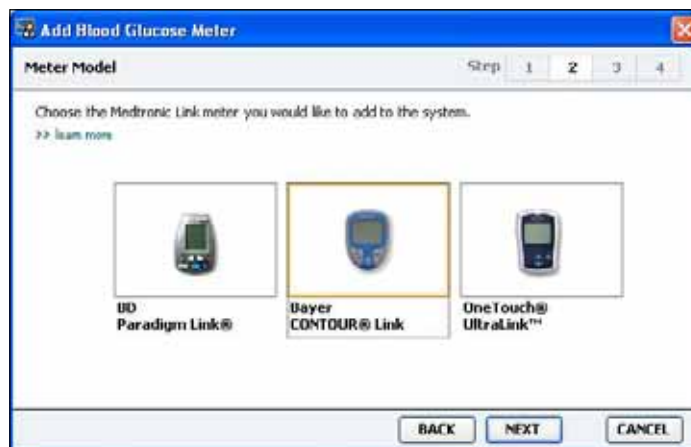 Add Blood Glucose Meter
Meter Model
Step 1 2 3 4
Choose the Medtronic Link meter you would like to add to the system.
>> learn more
BD
Paradigm Link®
Bayer
CONTOUR® Link
OneTouch®
UltraLink™
BACK NEXT CANCEL